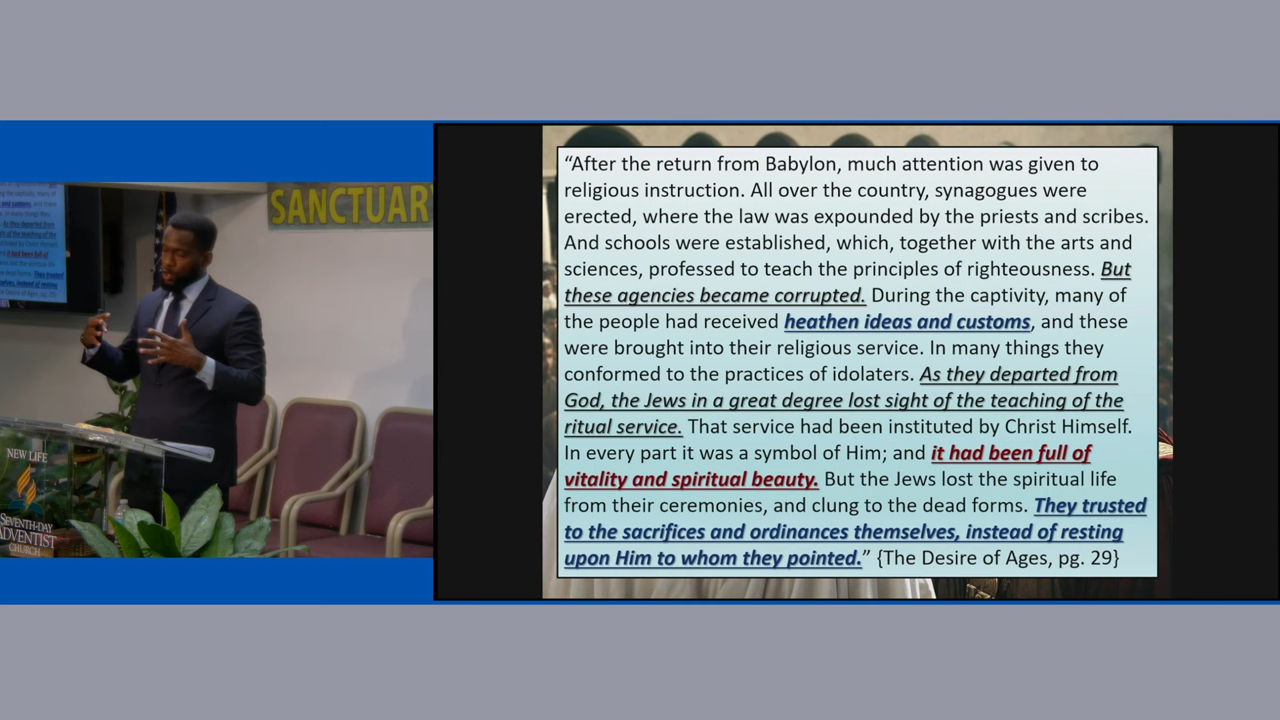 SANCTUAR
NEW LIFE
SEVENTH-DAY
ADVENTIST
CHURCH
“After the return from Babylon, much attention was given to
religious instruction. All over the country, synagogues were
erected, where the law was expounded by the priests and scribes.
And schools were established, which, together with the arts and
sciences, professed to teach the principles of righteousness. But
these agencies became corrupted. During the captivity, many of
the people had received heathen ideas and customs, and these
were brought into their religious service. In many things they
conformed to the practices of idolaters. As they departed from
God, the Jews in a great degree lost sight of the teaching of the
ritual service. That service had been instituted by Christ Himself.
In every part it was a symbol of Him; and it had been full of
vitality and spiritual beauty. But the Jews lost the spiritual life
from their ceremonies, and clung to the dead forms. They trusted
to the sacrifices and ordinances themselves, instead of resting
upon Him to whom they pointed.” {The Desire of Ages, pg. 29}